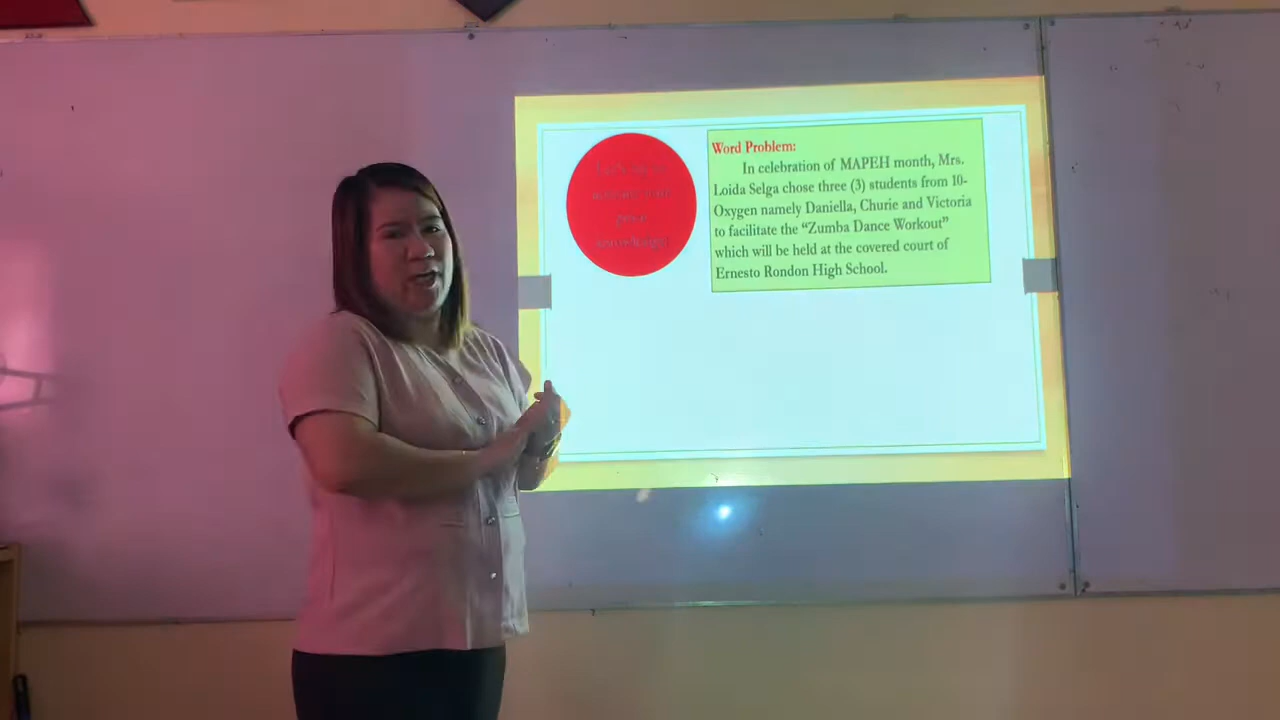 Word Problem:
In celebration of MAPEH month, Mrs.
Loida Selga chose three (3) students from 10-
Oxygen namely Daniella, Churie and Victoria
to facilitate the “Zumba Dance Workout”
which will be held at the covered court of
Ernesto Rondon High School.